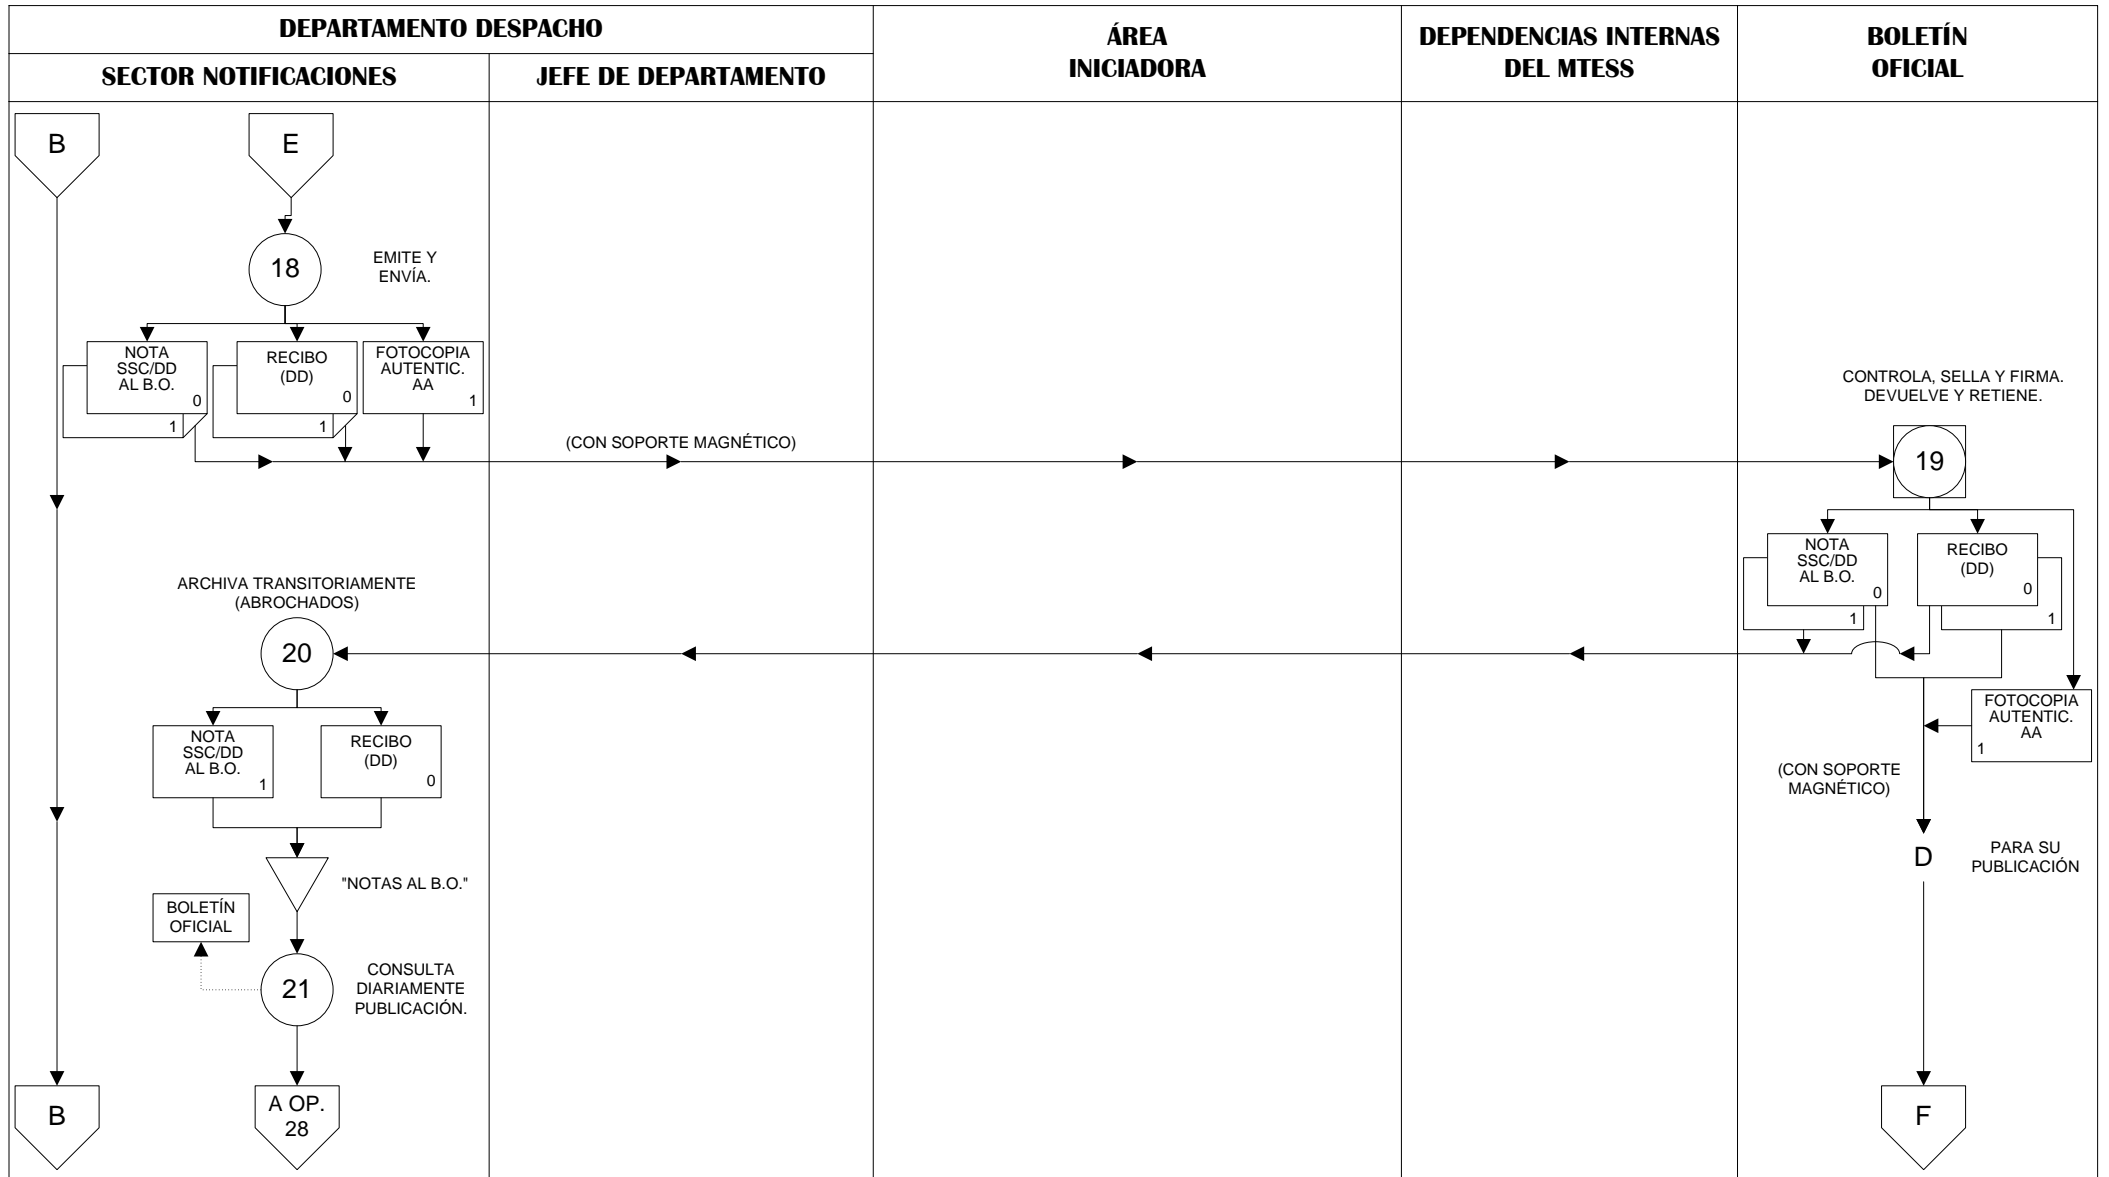 DEPARTAMENTO DESPACHO
SECTOR NOTIFICACIONES
JEFE DE DEPARTAMENTO
ÁREA
INICIADORA
DEPENDENCIAS INTERNAS
DEL MTESS
BOLETÍN
OFICIAL
B
E
18
EMITE Y
ENVÍA.
NOTA
SSC/DD
AL B.O.
0
1
RECIBO
(DD)
0
1
FOTOCOPIA
AUTENTIC.
AA
1
(CON SOPORTE MAGNÉTICO)
CONTROLA, SELLA Y FIRMA.
DEVUELVE Y RETIENE.
19
NOTA
SSC/DD
AL B.O.
0
1
RECIBO
(DD)
0
1
FOTOCOPIA
AUTENTIC.
AA
1
ARCHIVA TRANSITORIAMENTE
(ABROCHADOS)
20
NOTA
SSC/DD
AL B.O.
1
RECIBO
(DD)
0
"NOTAS AL B.O."
BOLETÍN
OFICIAL
21
CONSULTA
DIARIAMENTE
PUBLICACIÓN.
(CON SOPORTE
MAGNÉTICO)
D
PARA SU
PUBLICACIÓN
B
A OP.
28
F